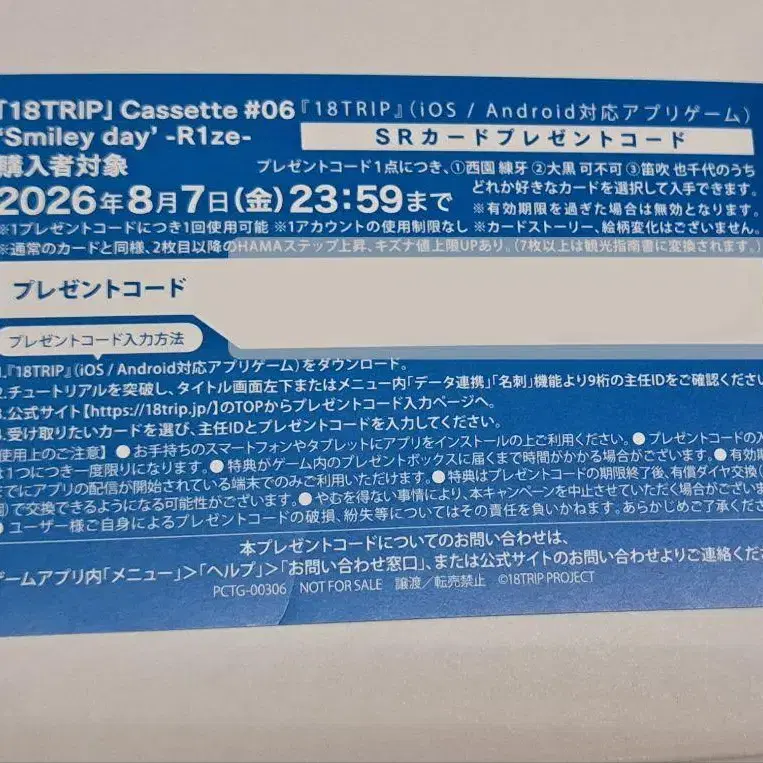 「18TRIP」 Cassette #06
'Smiley day' -R1ze-
購入者対象
『18TRIP』(iOS / Android対応アプリゲーム)
SRカードプレゼントコード
プレゼントコード1点につき、①西園 練牙 ②大黒 可不可 ③笛吹 也千代のうち
どれか好きなカードを選択して入手できます。
2026年8月7日(金) 23:59まで
※有効期限を過ぎた場合は無効となります。
※1プレゼントコードにつき1回使用可能 ※1アカウントの使用制限なし ※カードストーリー、絵柄変化はございません。
※通常のカードと同様、2枚目以降のHAMAステップ上昇、キズナ値上限UPあり。(7枚以上は観光指南書に変換されます。)
プレゼントコード
プレゼントコード入力方法
1.『18TRIP』(iOS / Android対応アプリゲーム)をダウンロード。
2.チュートリアルを突破し、タイトル画面左下またはメニュー内「データ連携」「名刺」機能より9桁の主任IDをご確認ください
3.公式サイト【https://18trip.jp/】のTOPからプレゼントコード入力ページへ。
4.受け取りたいカードを選び、主任IDとプレゼントコードを入力してください。
使用上のご注意】●お手持ちのスマートフォンやタブレットにアプリをインストールの上ご利用ください。●プレゼントコードの入
は1つにつき一度限りになります。●特典がゲーム内のプレゼントボックスに届くまで時間がかかる場合がございます。●有効期
までにアプリの配信が開始されている端末でのみご利用いただけます。●特典はプレゼントコードの期限終了後、有償ダイヤ交換(
)で交換できるようになる可能性がございます。●やむを得ない事情により、本キャンペーンを中止させていただく場合がございま
●ユーザー様ご自身によるプレゼントコードの破損、紛失等についてはその責任を負いかねます。あらかじめご了承くださ
本プレゼントコードについてのお問い合わせは、
ゲームアプリ内「メニュー」>「ヘルプ」>「お問い合わせ窓口」、または公式サイトのお問い合わせよりご連絡くださ
PCTG-00306 / NOT FOR SALE 譲渡/転売禁止 ©18TRIP PROJECT